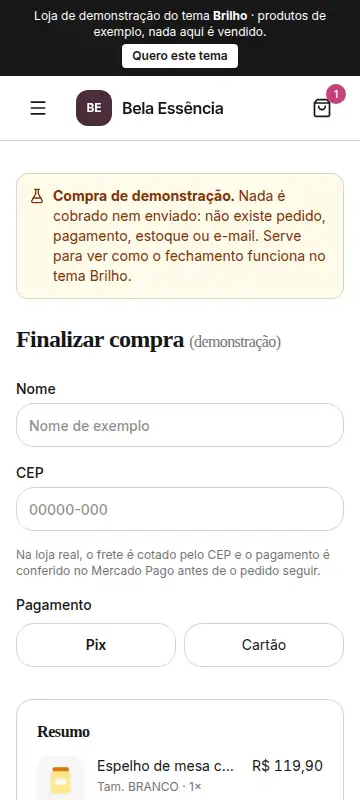 Loja de demonstração do tema Brilho · produtos de
exemplo, nada aqui é vendido.
Quero este tema
BE
Bela Essência
1
Compra de demonstração. Nada é
cobrado nem enviado: não existe pedido,
pagamento, estoque ou e-mail. Serve
para ver como o fechamento funciona no
tema Brilho.
Finalizar compra (demonstração)
Nome
Nome de exemplo
CEP
00000-000
Na loja real, o frete é cotado pelo CEP e o pagamento é
conferido no Mercado Pago antes de o pedido seguir.
Pagamento
Pix
Cartão
Resumo
Espelho de mesa c... R$ 119,90
Tam. BRANCO · 1×